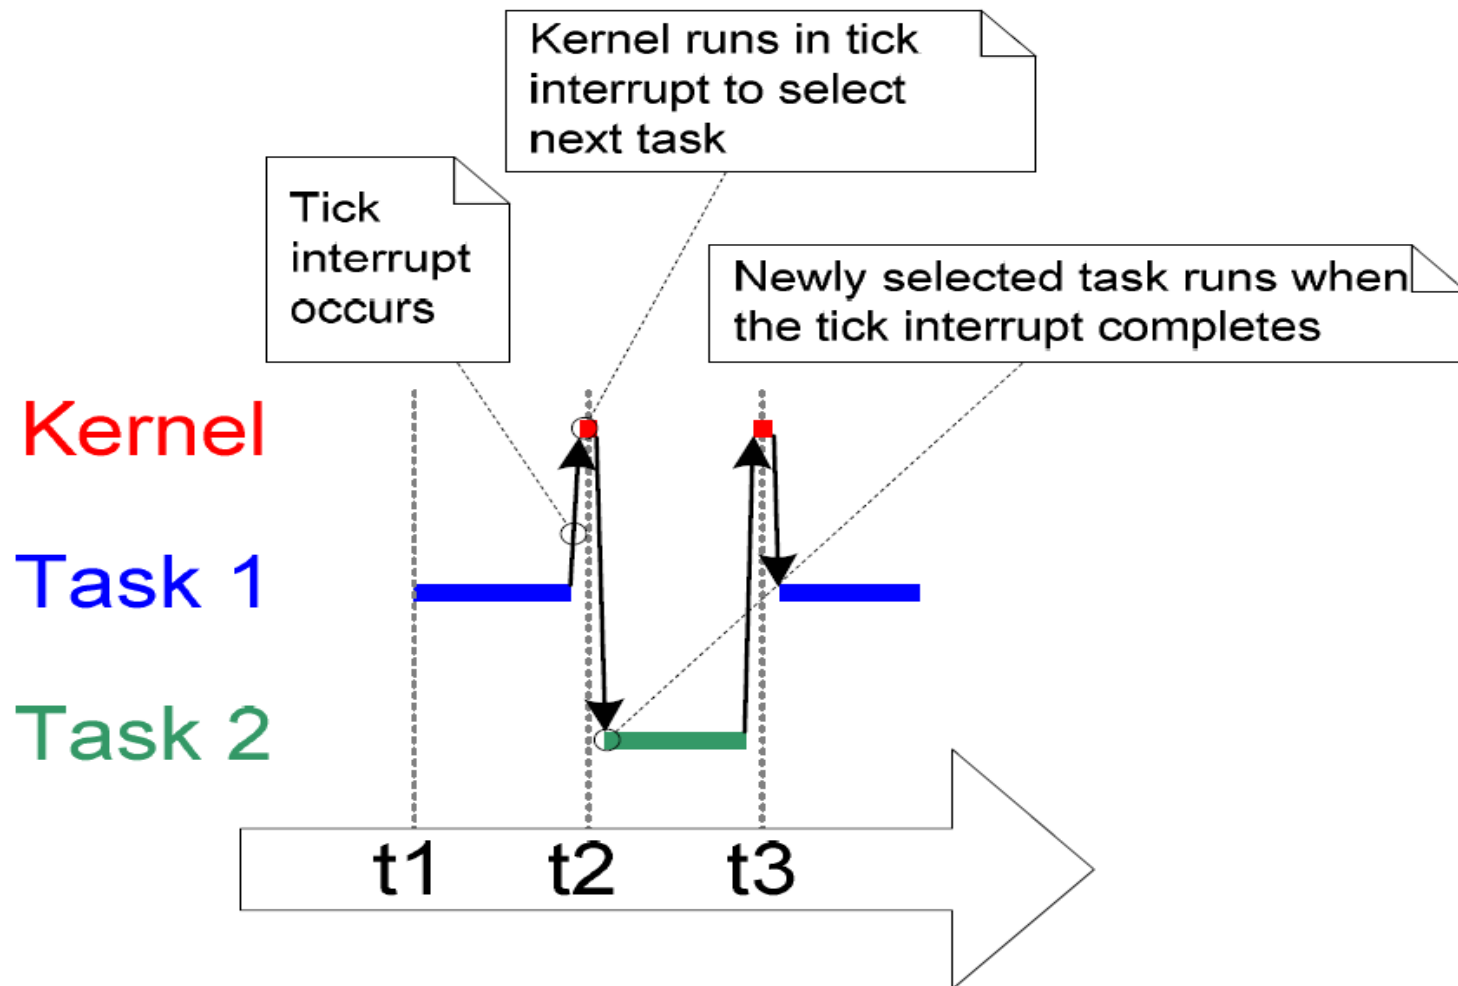 Kernel runs in tick
interrupt to select
next task
Tick
interrupt
occurs
Newly selected task runs when
the tick interrupt completes
Kernel
Task 1
Task 2
t1 t2 t3